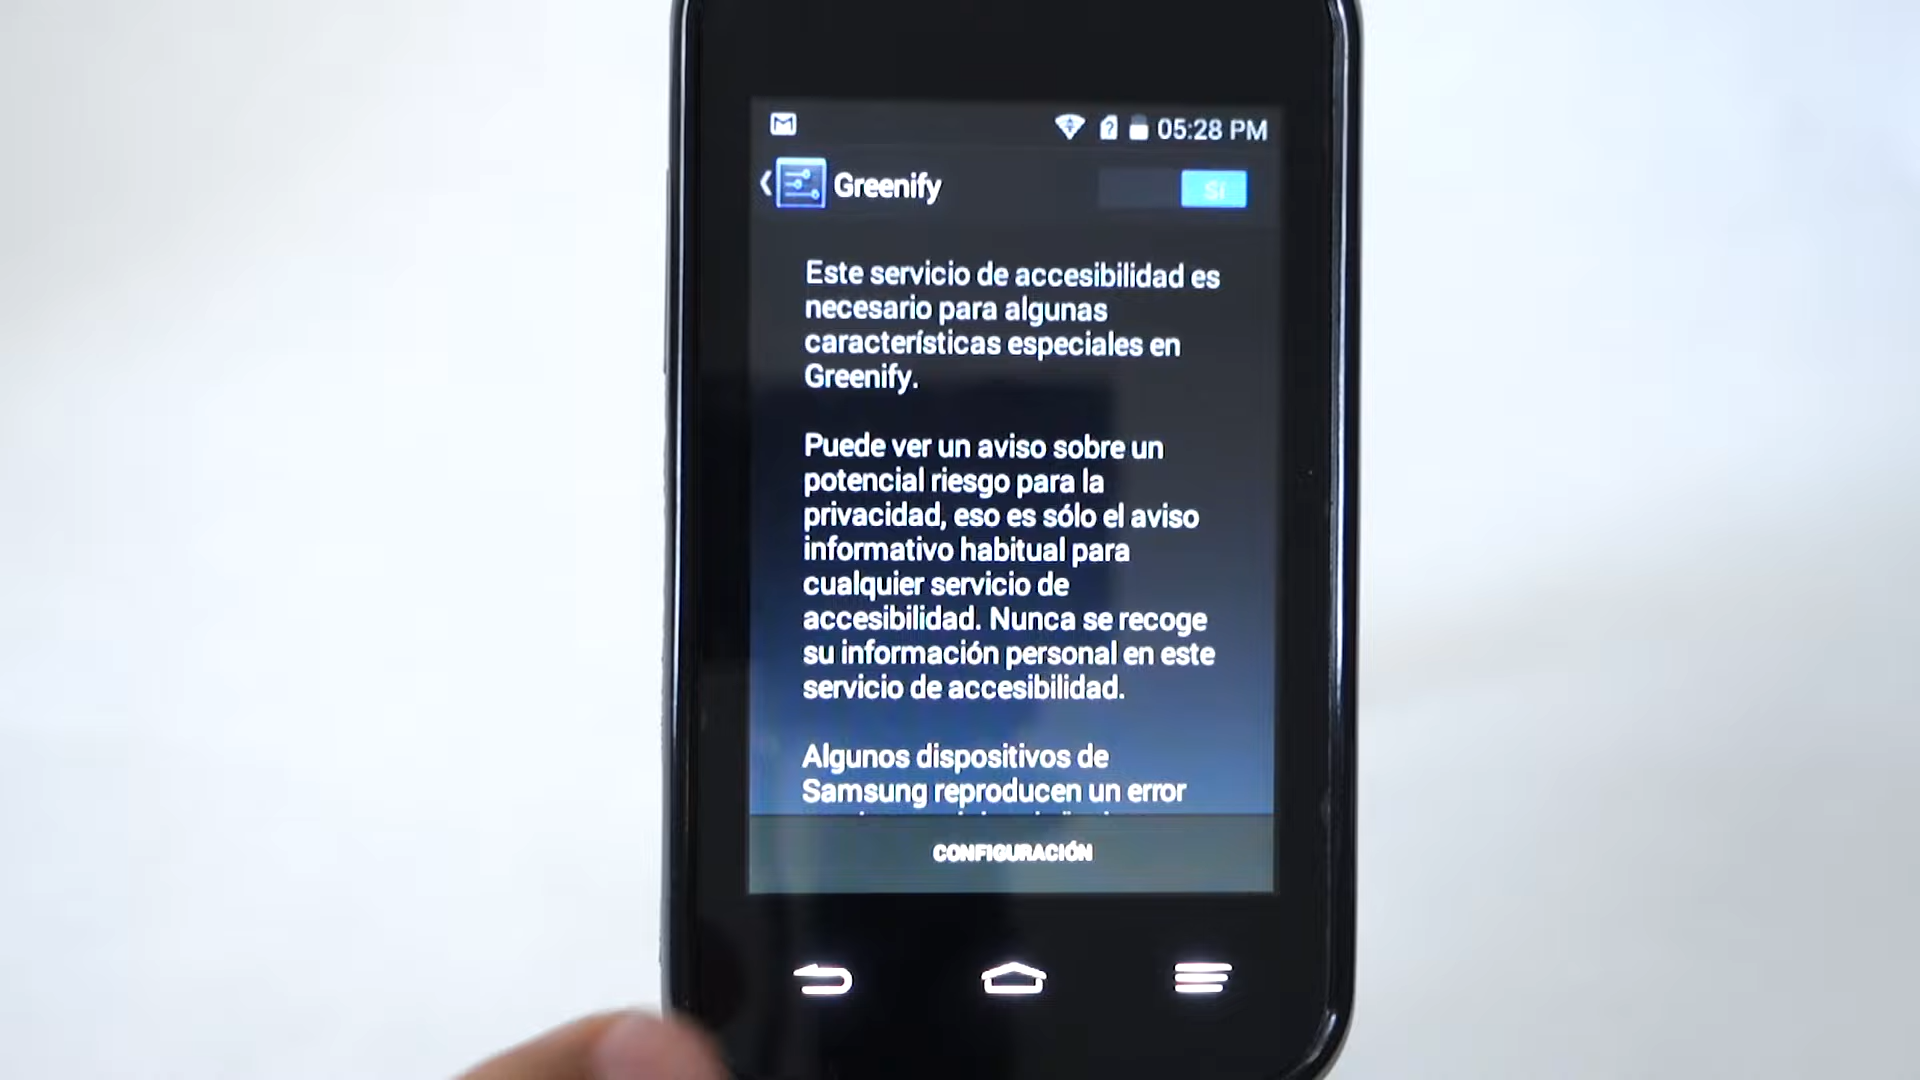 05:28 PM
Greenify
Sí
Este servicio de accesibilidad es
necesario para algunas
características especiales en
Greenify.
Puede ver un aviso sobre un
potencial riesgo para la
privacidad, eso es sólo el aviso
informativo habitual para
cualquier servicio de
accesibilidad. Nunca se recoge
su información personal en este
servicio de accesibilidad.
Algunos dispositivos de
Samsung reproducen un error
CONFIGURACIÓN